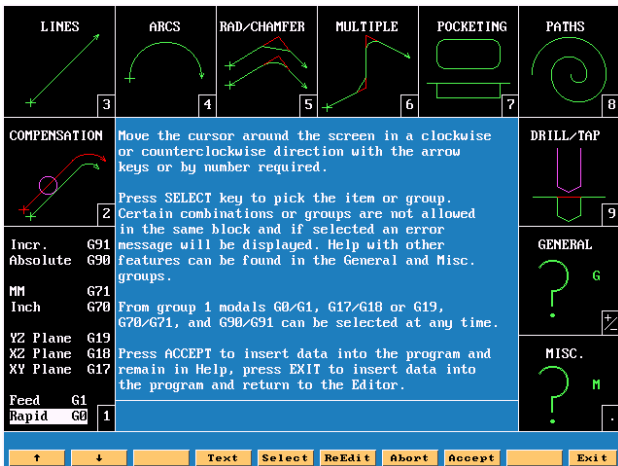 LINES
3
ARCS
4
RAD/CHAMFER
5
MULTIPLE
6
POCKETING
7
PATHS
8
COMPENSATION
2
Move the cursor around the screen in a clockwise
or counterclockwise direction with the arrow
keys or by number required.
Press SELECT key to pick the item or group.
Certain combinations or groups are not allowed
in the same block and if selected an error
message will be displayed. Help with other
features can be found in the General and Misc.
groups.
From group 1 modals G0/G1, G17/G18 or G19,
G70/G71, and G90/G91 can be selected at any time.
Press ACCEPT to insert data into the program and
remain in Help, press EXIT to insert data into
the program and return to the Editor.
DRILL/TAP
9
Incr. G91
Absolute G90
MM G71
Inch G70
YZ Plane G19
XZ Plane G18
XY Plane G17
Feed G1
Rapid G0
1
GENERAL
? G
+/-
MISC.
? M
.
↑ ↓ Text Select ReEdit Abort Accept Exit